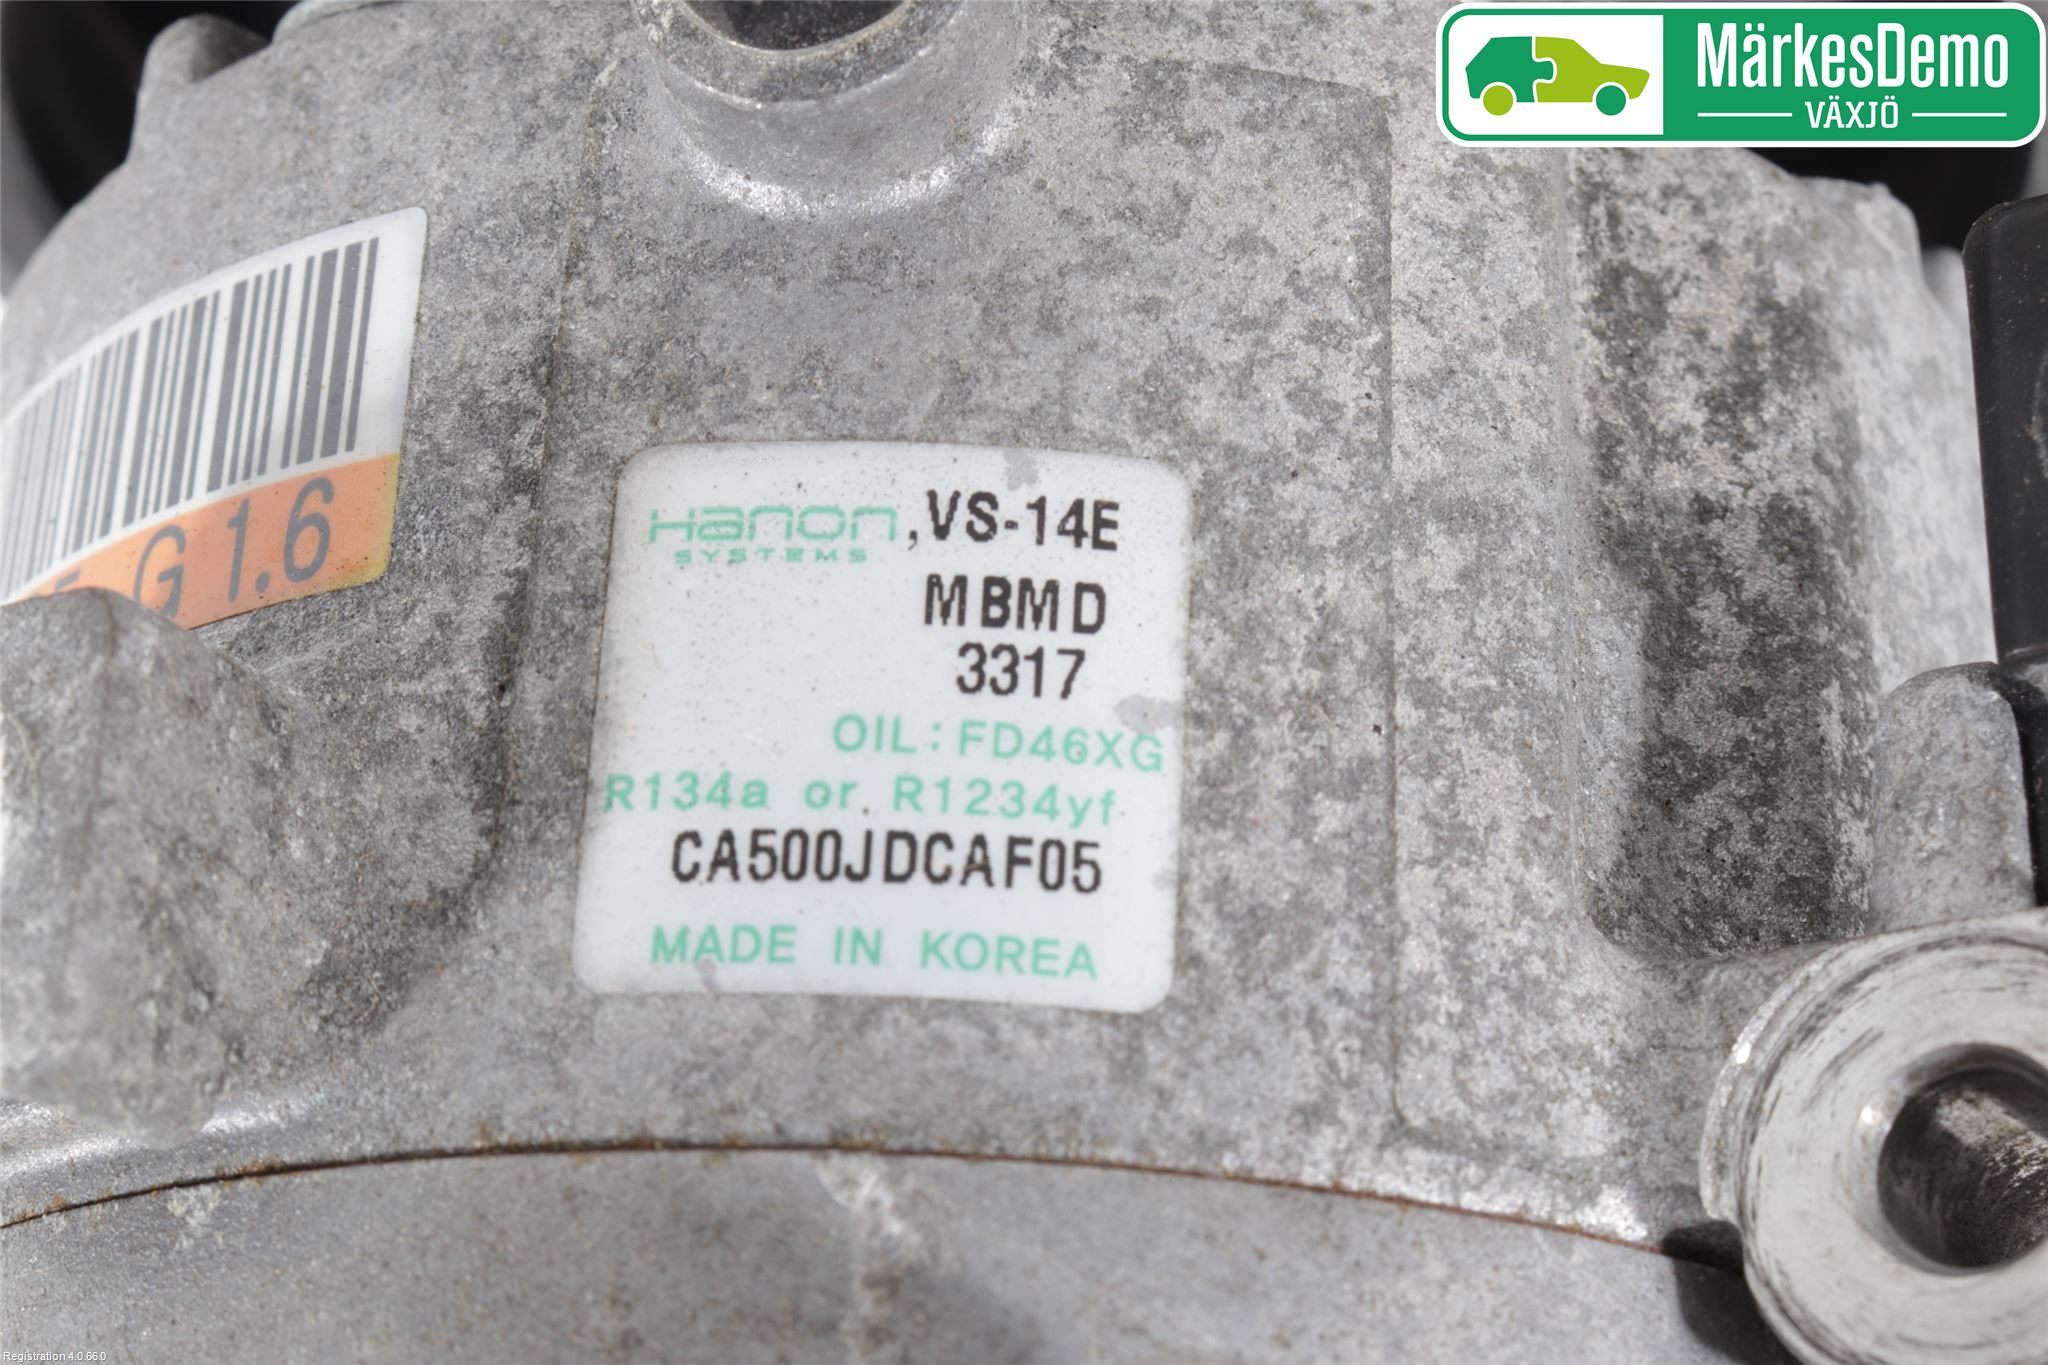 MärkesDemo
VÄXJÖ
G 1.6
Hanon
SYSTEMS
,VS-14E
MBMD
3317
OIL: FD46XG
R134a or R1234yf
CA500JDCAF05
MADE IN KOREA
Registration 4.0.66.0